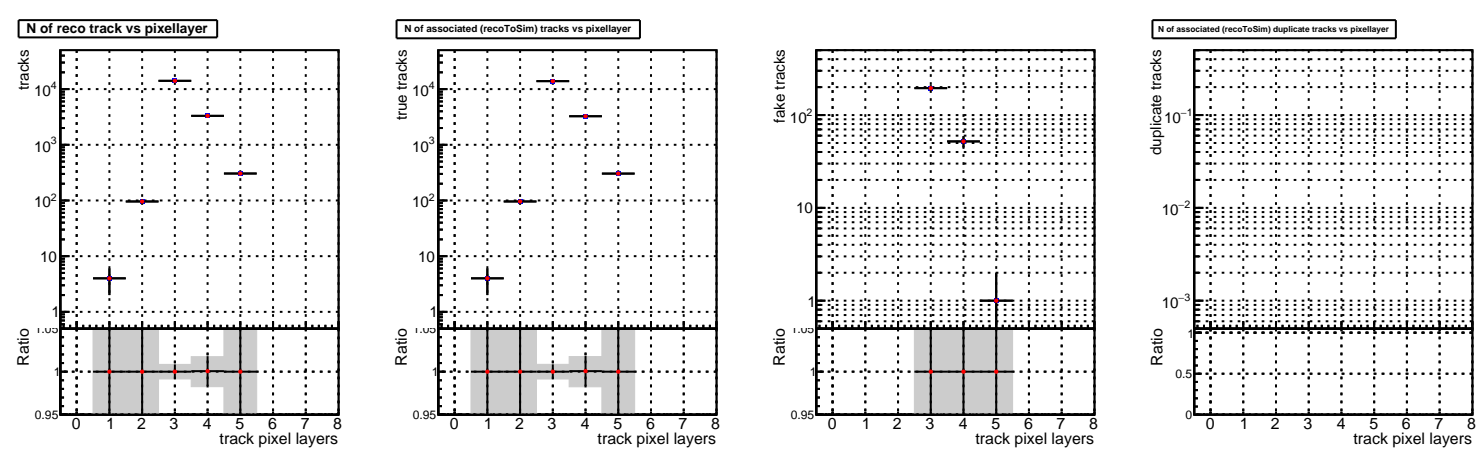 N of reco track vs pixellayer
tracks
10^4
10^3
10^2
10
1
Ratio
1.05
1
0.95
0 1 2 3 4 5 6 7 8
track pixel layers
N of associated (recoToSim) tracks vs pixellayer
true tracks
10^4
10^3
10^2
10
1
Ratio
1.05
1
0.95
0 1 2 3 4 5 6 7 8
track pixel layers
fake tracks
10^2
10
1
Ratio
1.05
1
0.95
0 1 2 3 4 5 6 7 8
track pixel layers
N of associated (recoToSim) duplicate tracks vs pixellayer
duplicate tracks
10^−1
10^−2
10^−3
Ratio
1
0.5
0
0 1 2 3 4 5 6 7 8
track pixel layers